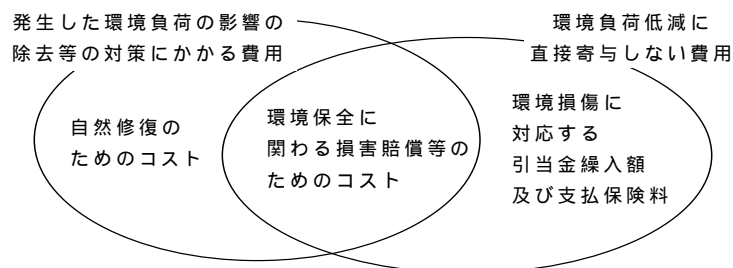 発生した環境負荷の影響の
除去等の対策にかかる費用
環境負荷低減に
直接寄与しない費用
自然修復の
ためのコスト
環境保全に
関わる損害賠償等の
ためのコスト
環境損傷に
対応する
引当金繰入額
及び支払保険料